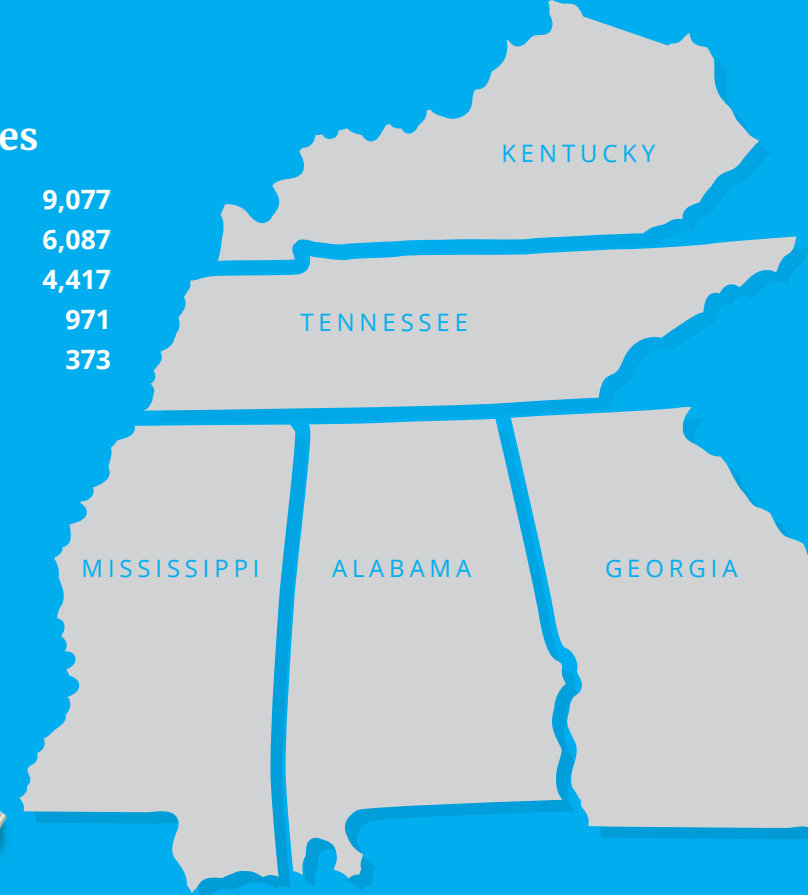 es
9,077
6,087
4,417
971
373
KENTUCKY
TENNESSEE
MISSISSIPPI
ALABAMA
GEORGIA